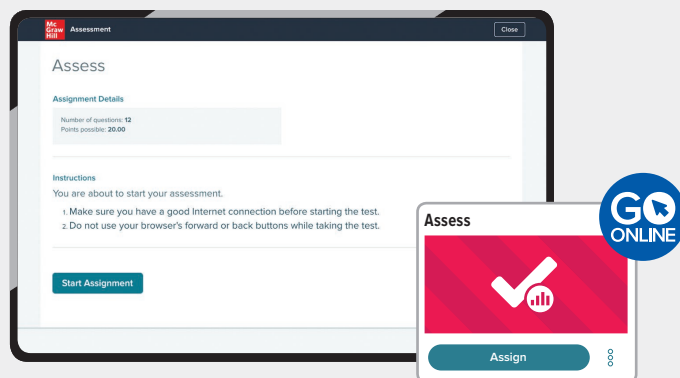 Mc
Graw
Hill
Assessment
Close
Assess
Assignment Details
Number of questions: 12
Points possible: 20.00
Instructions
You are about to start your assessment.
1. Make sure you have a good Internet connection before starting the test.
2. Do not use your browser's forward or back buttons while taking the test.
Start Assignment
Assess
GO
ONLINE
Assign